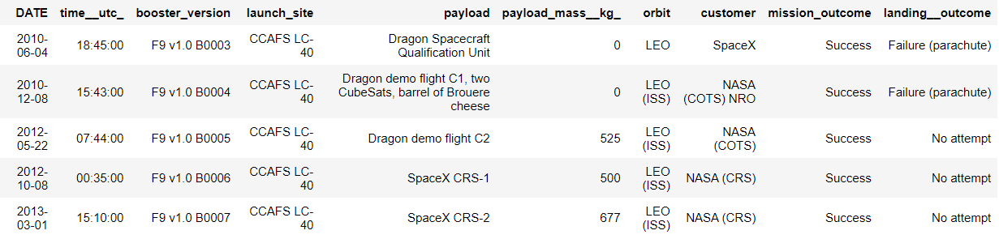 DATE time__utc_ booster_version launch_site payload payload_mass__kg_ orbit customer mission_outcome landing__outcome
2010-06-04 18:45:00 F9 v1.0 B0003 CCAFS LC-40 Dragon Spacecraft Qualification Unit 0 LEO SpaceX Success Failure (parachute)
2010-12-08 15:43:00 F9 v1.0 B0004 CCAFS LC-40 Dragon demo flight C1, two CubeSats, barrel of Brouere cheese 0 LEO (ISS) NASA (COTS) NRO Success Failure (parachute)
2012-05-22 07:44:00 F9 v1.0 B0005 CCAFS LC-40 Dragon demo flight C2 525 LEO (ISS) NASA (COTS) Success No attempt
2012-10-08 00:35:00 F9 v1.0 B0006 CCAFS LC-40 SpaceX CRS-1 500 LEO (ISS) NASA (CRS) Success No attempt
2013-03-01 15:10:00 F9 v1.0 B0007 CCAFS LC-40 SpaceX CRS-2 677 LEO (ISS) NASA (CRS) Success No attempt